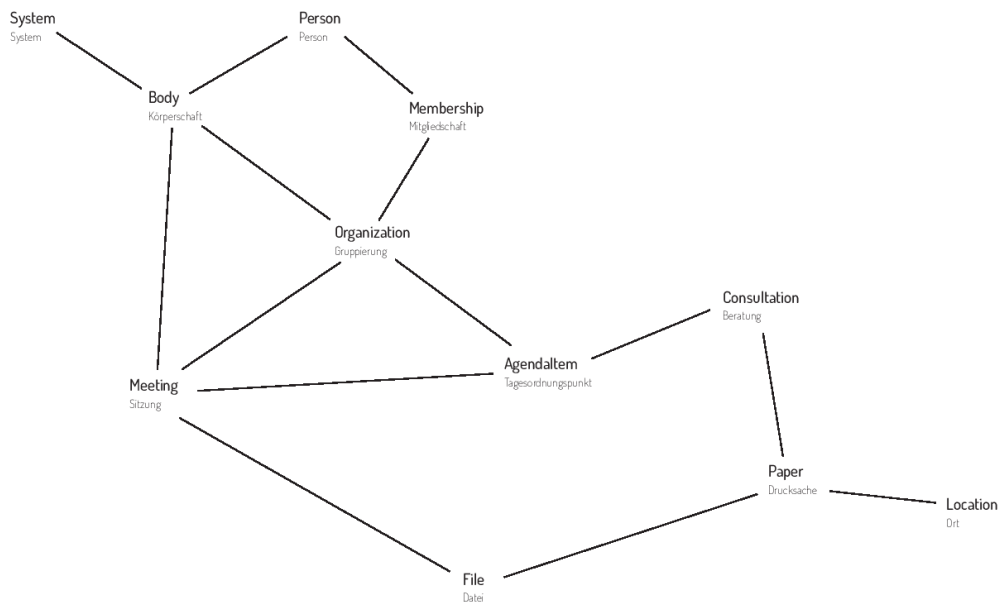 System
System
Person
Person
Body
Körperschaft
Membership
Mitgliedschaft
Organization
Gruppierung
Consultation
Beratung
AgendaItem
Tagesordnungspunkt
Meeting
Sitzung
Paper
Drucksache
Location
Ort
File
Datei